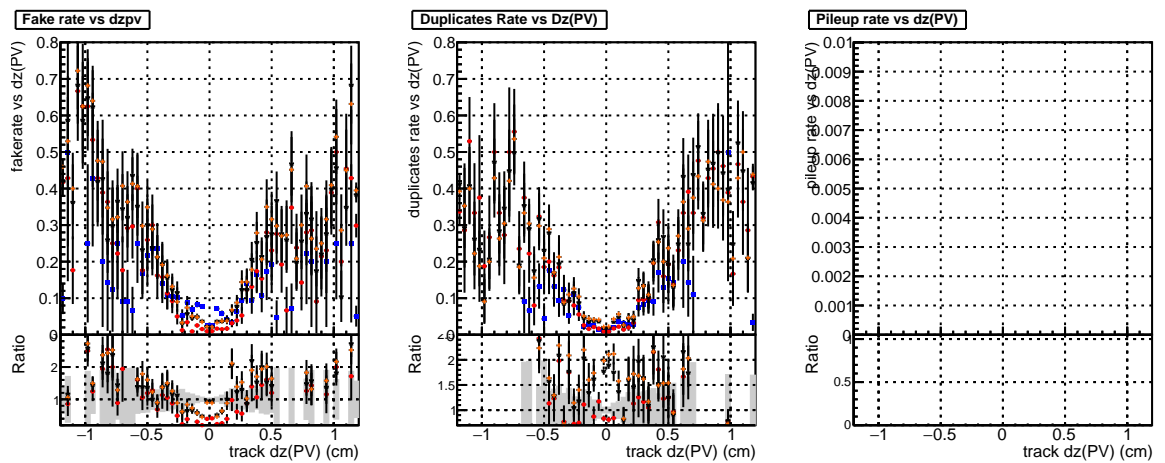 Fake rate vs dzpv
fakerate vs dz(PV)
0.8
0.7
0.6
0.5
0.4
0.3
0.2
0.1
0
Ratio
2
1
−1 −0.5 0 0.5 1
track dz(PV) (cm)
Duplicates Rate vs Dz(PV)
duplicates rate vs dz(PV)
0.8
0.7
0.6
0.5
0.4
0.3
0.2
0.1
Ratio
2
1.5
1
−1 −0.5 0 0.5 1
track dz(PV) (cm)
Pileup rate vs dz(PV)
pileup rate vs dz(PV)
0.01
0.009
0.008
0.007
0.006
0.005
0.004
0.003
0.002
0.001
Ratio
1
0.5
0
−1 −0.5 0 0.5 1
track dz(PV) (cm)